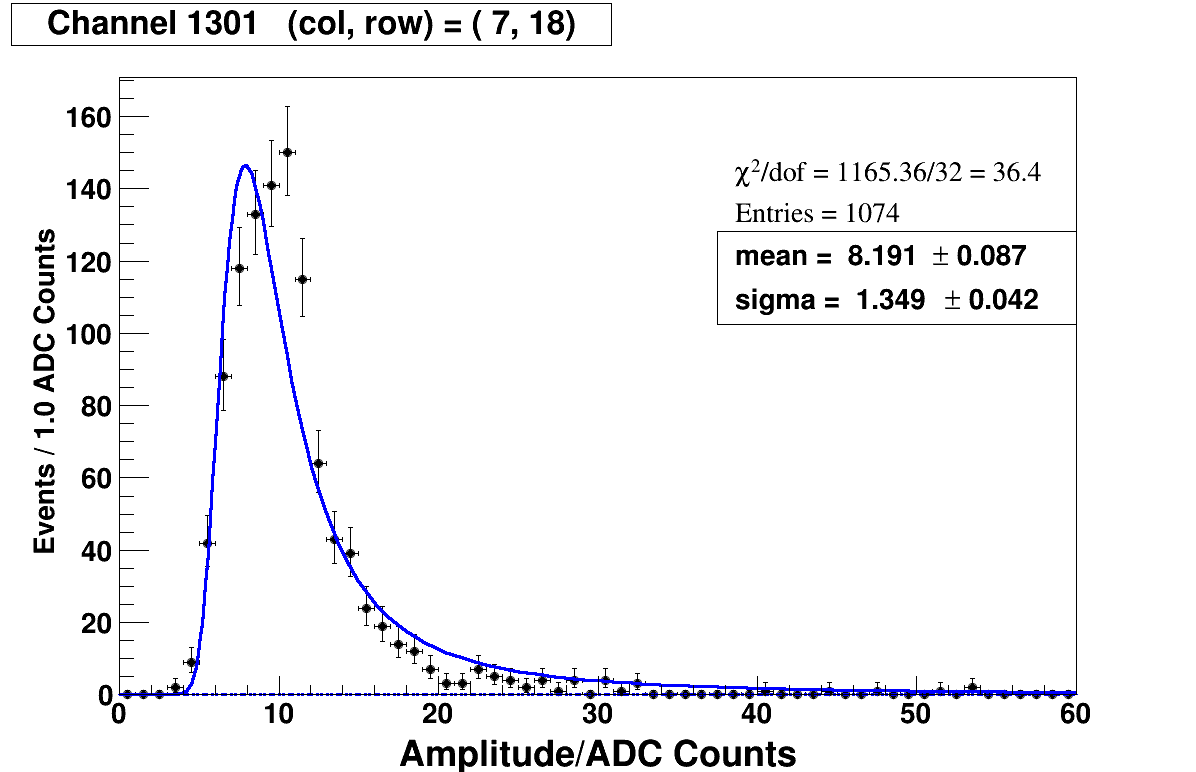 Channel 1301 (col, row) = ( 7, 18)
χ²/dof = 1165.36/32 = 36.4
Entries = 1074
mean = 8.191 ± 0.087
sigma = 1.349 ± 0.042
Events / 1.0 ADC Counts
160
140
120
100
80
60
40
20
0
0 10 20 30 40 50 60
Amplitude/ADC Counts